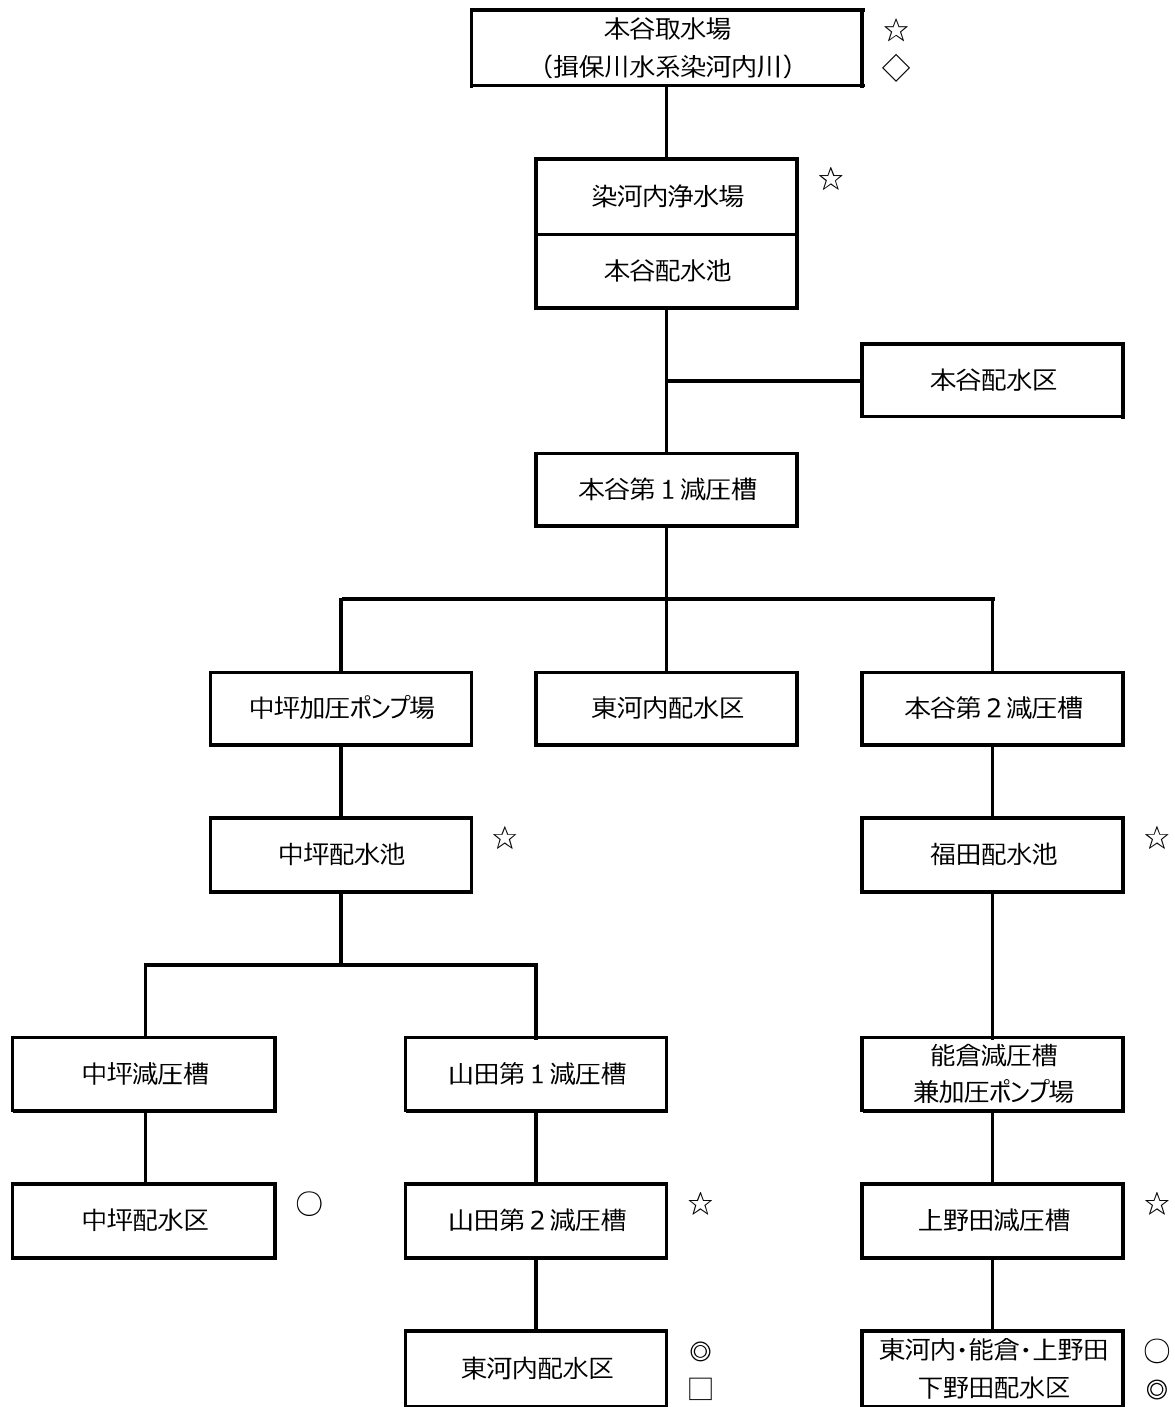 本谷取水場
（揖保川水系染河内川）
☆
◇
染河内浄水場
☆
本谷配水池
本谷配水区
本谷第１減圧槽
中坪加圧ポンプ場
東河内配水区
本谷第２減圧槽
中坪配水池
☆
福田配水池
☆
中坪減圧槽
山田第１減圧槽
能倉減圧槽
兼加圧ポンプ場
中坪配水区
○
山田第２減圧槽
☆
上野田減圧槽
☆
東河内配水区
◎
□
東河内・能倉・上野田
下野田配水区
○
◎